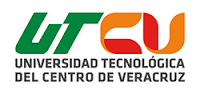 UTCV
UNIVERSIDAD TECNOLÓGICA
DEL CENTRO DE VERACRUZ